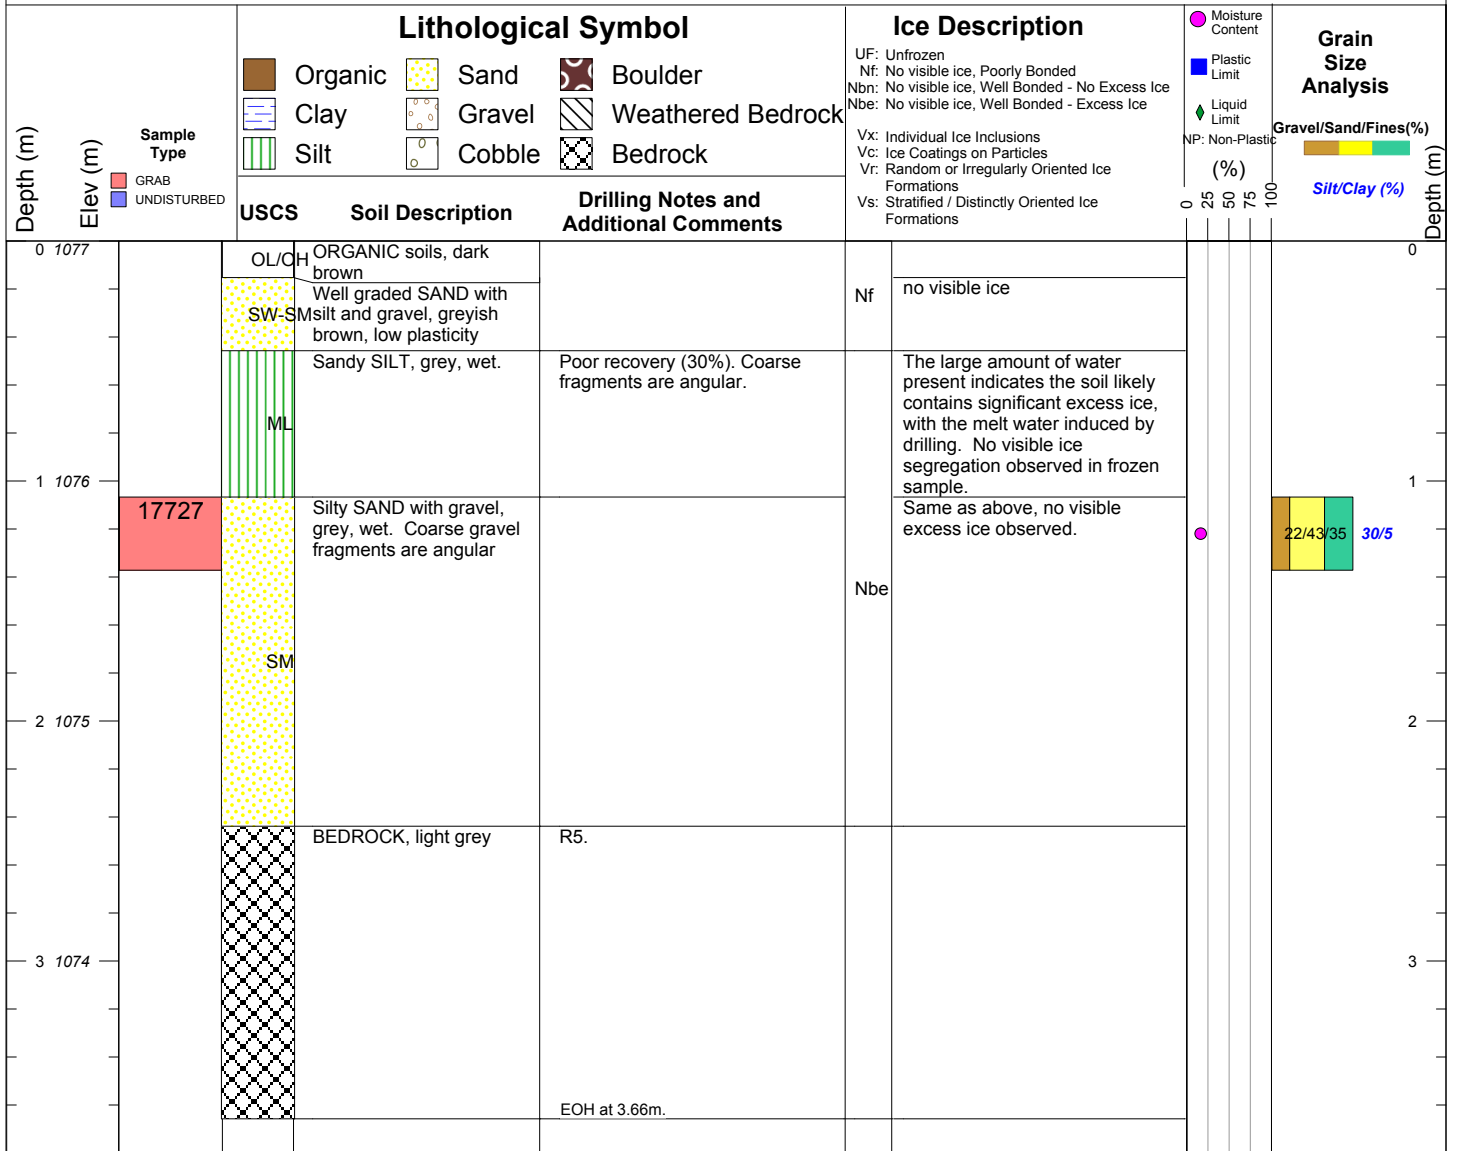 Lithological Symbol
Organic
Sand
Boulder
Clay
Gravel
Weathered Bedrock
Silt
Cobble
Bedrock
Ice Description
UF: Unfrozen
Nf: No visible ice, Poorly Bonded
Nbn: No visible ice, Well Bonded - No Excess Ice
Nbe: No visible ice, Well Bonded - Excess Ice
Vx: Individual Ice Inclusions
Vc: Ice Coatings on Particles
Vr: Random or Irregularly Oriented Ice
Formations
Vs: Stratified / Distinctly Oriented Ice
Formations
Moisture
Content
Plastic
Limit
Liquid
Limit
NP: Non-Plastic
(%)
0 25 50 75 100
Grain
Size
Analysis
Gravel/Sand/Fines(%)
Silt/Clay (%)
Depth (m)
Depth (m)
Elev (m)
Sample
Type
GRAB
UNDISTURBED
USCS
Soil Description
Drilling Notes and
Additional Comments
0 1077
0
OL/OH
ORGANIC soils, dark
brown
SW-SM
Well graded SAND with
silt and gravel, greyish
brown, low plasticity
Nf
no visible ice
ML
Sandy SILT, grey, wet.
Poor recovery (30%). Coarse
fragments are angular.
The large amount of water
present indicates the soil likely
contains significant excess ice,
with the melt water induced by
drilling. No visible ice
segregation observed in frozen
sample.
1 1076
1
17727
Silty SAND with gravel,
grey, wet. Coarse gravel
fragments are angular
Same as above, no visible
excess ice observed.
22/43/35
30/5
Nbe
SM
2 1075
2
BEDROCK, light grey
R5.
3 1074
3
EOH at 3.66m.